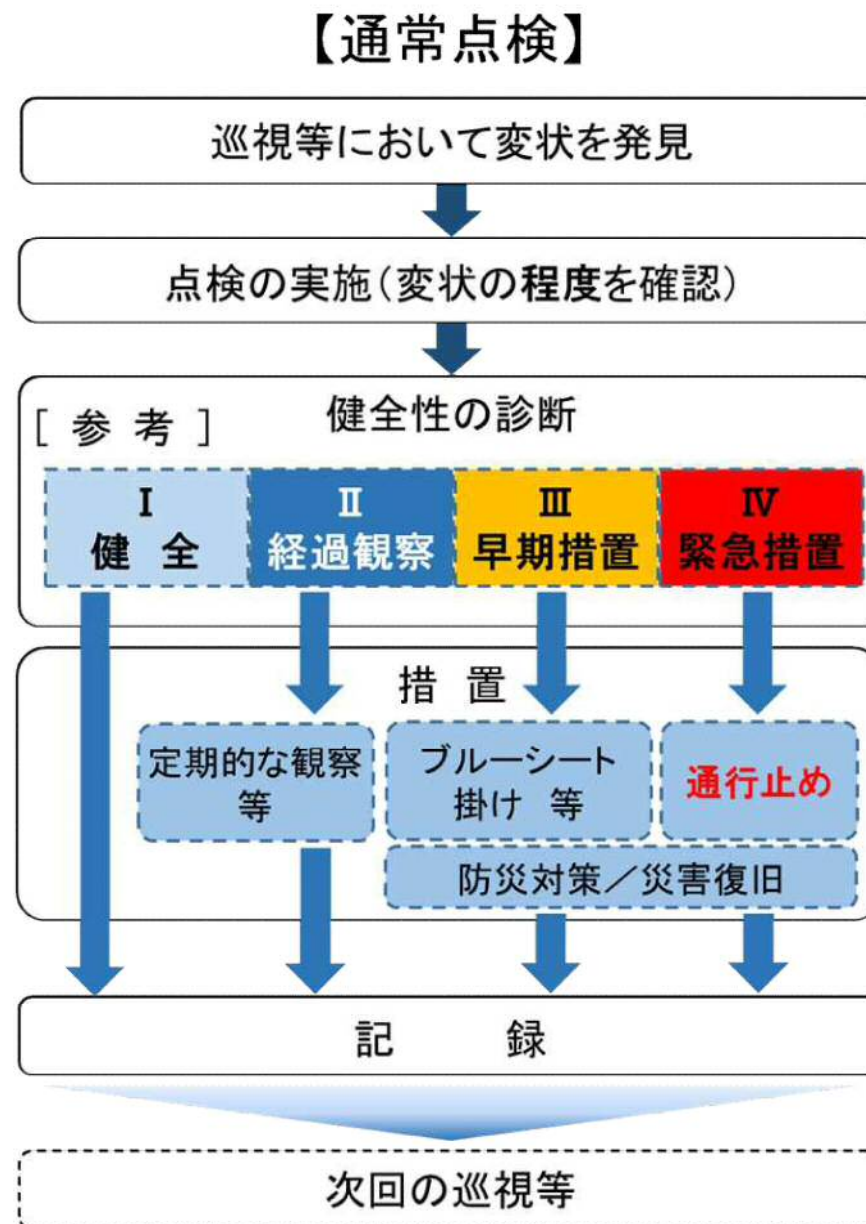 【通常点検】
巡視等において変状を発見
点検の実施（変状の程度を確認）
健全性の診断
［ 参 考 ］
Ⅰ
健 全
Ⅱ
経過観察
Ⅲ
早期措置
Ⅳ
緊急措置
措 置
定期的な観察
等
ブルーシート
掛け 等
通行止め
防災対策／災害復旧
記 録
次回の巡視等